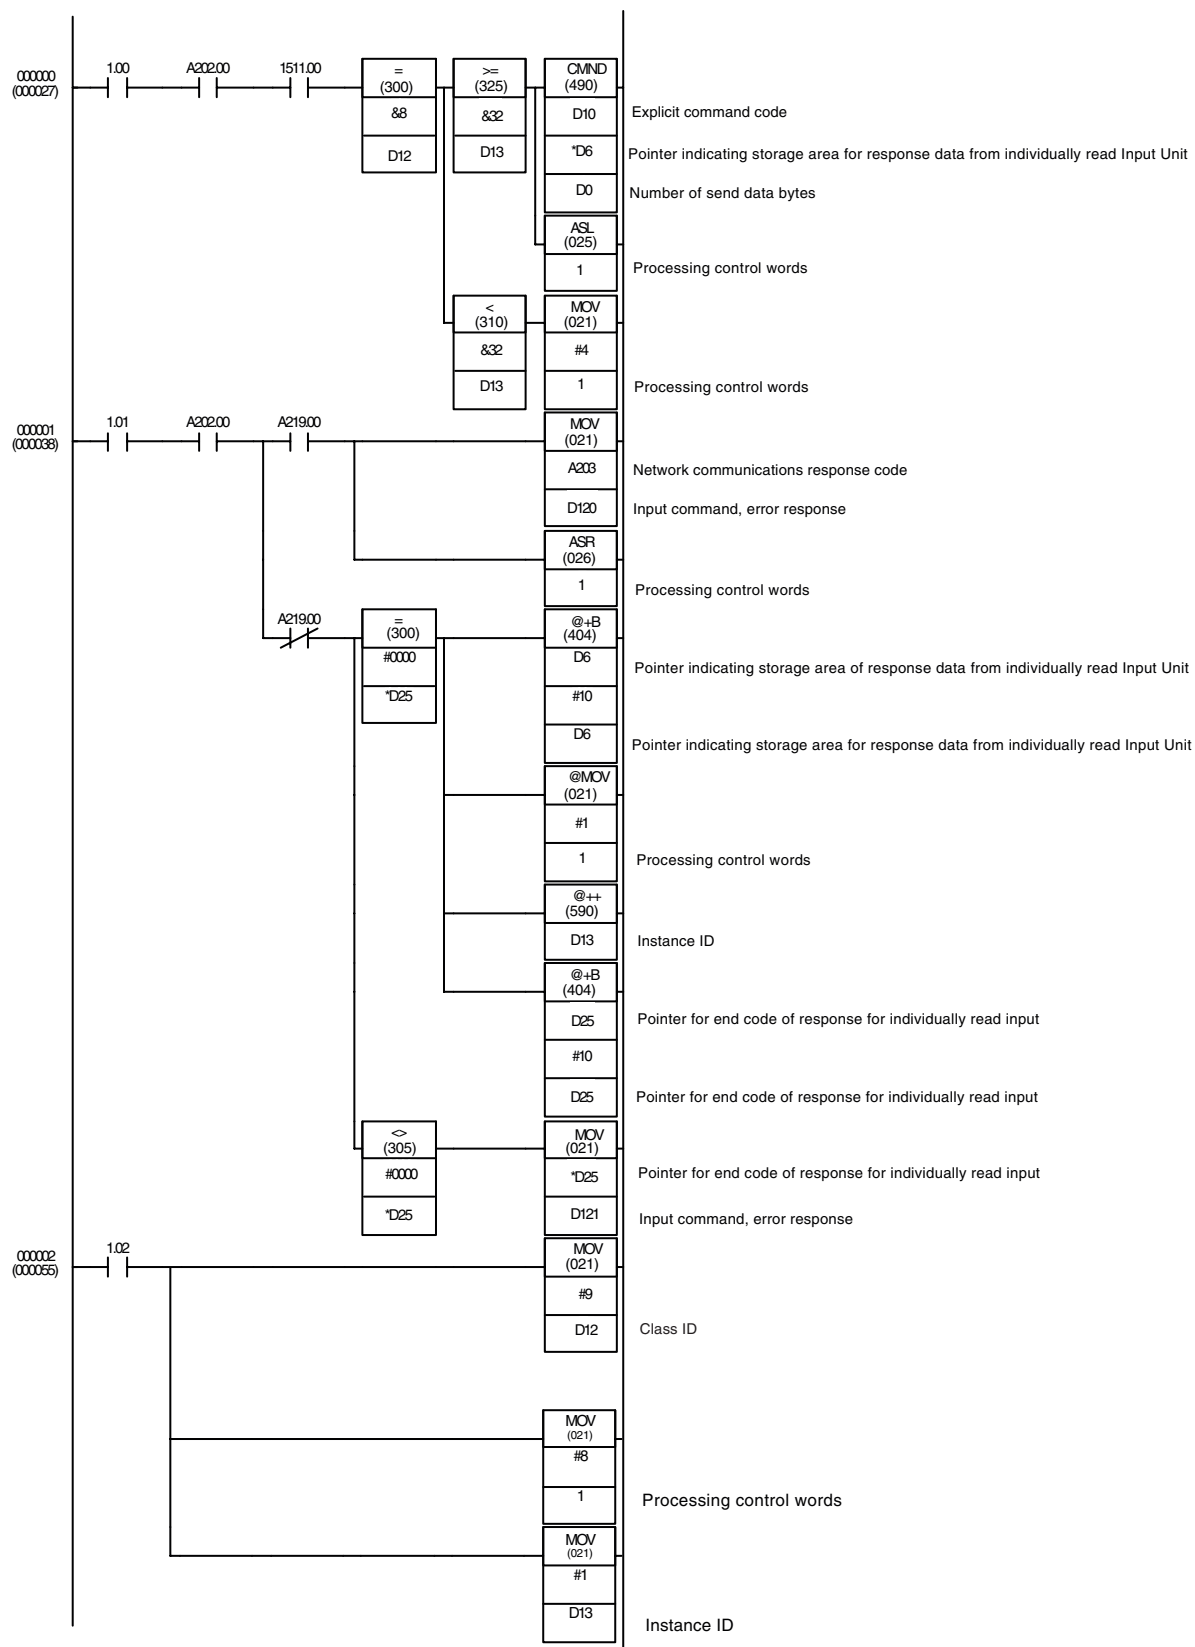 000000
(000027)
1.00
A202.00
1511.00
=
(300)
&8
D12
>=
(325)
&32
D13
CMND
(490)
D10
Explicit command code
*D6
Pointer indicating storage area for response data from individually read Input Unit
D0
Number of send data bytes
ASL
(025)
1
Processing control words
<
(310)
&32
D13
MOV
(021)
#4
1
Processing control words
000001
(000038)
1.01
A202.00
A219.00
MOV
(021)
A203
Network communications response code
D120
Input command, error response
ASR
(026)
1
Processing control words
A219.00
=
(300)
#0000
*D25
@+B
(404)
D6
Pointer indicating storage area of response data from individually read Input Unit
#10
D6
Pointer indicating storage area for response data from individually read Input Unit
@MOV
(021)
#1
1
Processing control words
@++
(590)
D13
Instance ID
@+B
(404)
D25
Pointer for end code of response for individually read input
#10
D25
Pointer for end code of response for individually read input
<>
(305)
#0000
*D25
MOV
(021)
*D25
Pointer for end code of response for individually read input
D121
Input command, error response
000002
(000055)
1.02
MOV
(021)
#9
D12
Class ID
MOV
(021)
#8
1
Processing control words
MOV
(021)
#1
D13
Instance ID